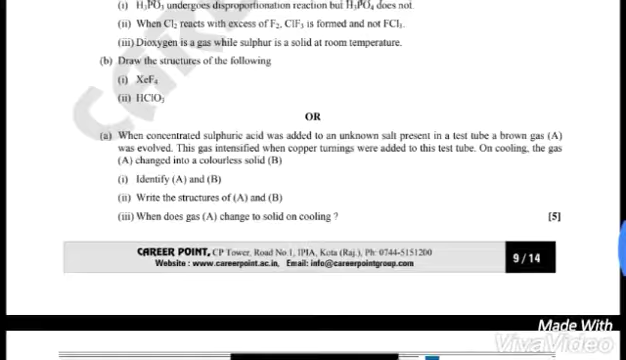 (i) H₃PO₃ undergoes disproportionation reaction but H₃PO₄ does not.
(ii) When Cl₂ reacts with excess of F₂, ClF₃ is formed and not FCl₃.
(iii) Dioxygen is a gas while sulphur is a solid at room temperature.
(b) Draw the structures of the following
(i) XeF₄
(ii) HClO₃
OR
(a) When concentrated sulphuric acid was added to an unknown salt present in a test tube a brown gas (A)
was evolved. This gas intensified when copper turnings were added to this test tube. On cooling, the gas
(A) changed into a colourless solid (B)
(i) Identify (A) and (B)
(ii) Write the structures of (A) and (B)
(iii) When does gas (A) change to solid on cooling ? [5]
CAREER POINT, CP Tower, Road No.1, IPIA, Kota (Raj.), Ph: 0744-5151200
Website : www.careerpoint.ac.in, Email: info@careerpointgroup.com
9 / 14
Made With
VivaVideo